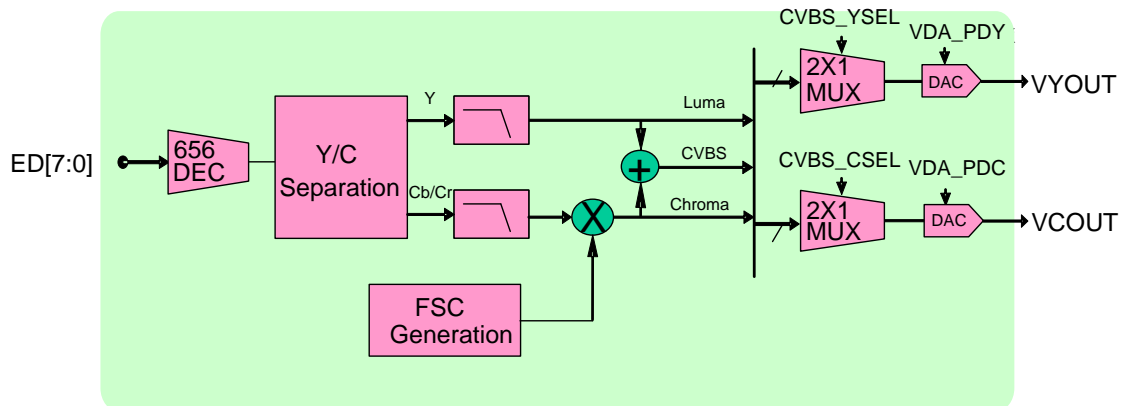 CVBS_YSEL
VDA_PDY
2X1
MUX
DAC
VYOUT
Y
Luma
656
DEC
ED[7:0]
Y/C
Separation
+
CVBS
CVBS_CSEL
VDA_PDC
Cb/Cr
X
Chroma
2X1
MUX
DAC
VCOUT
FSC
Generation